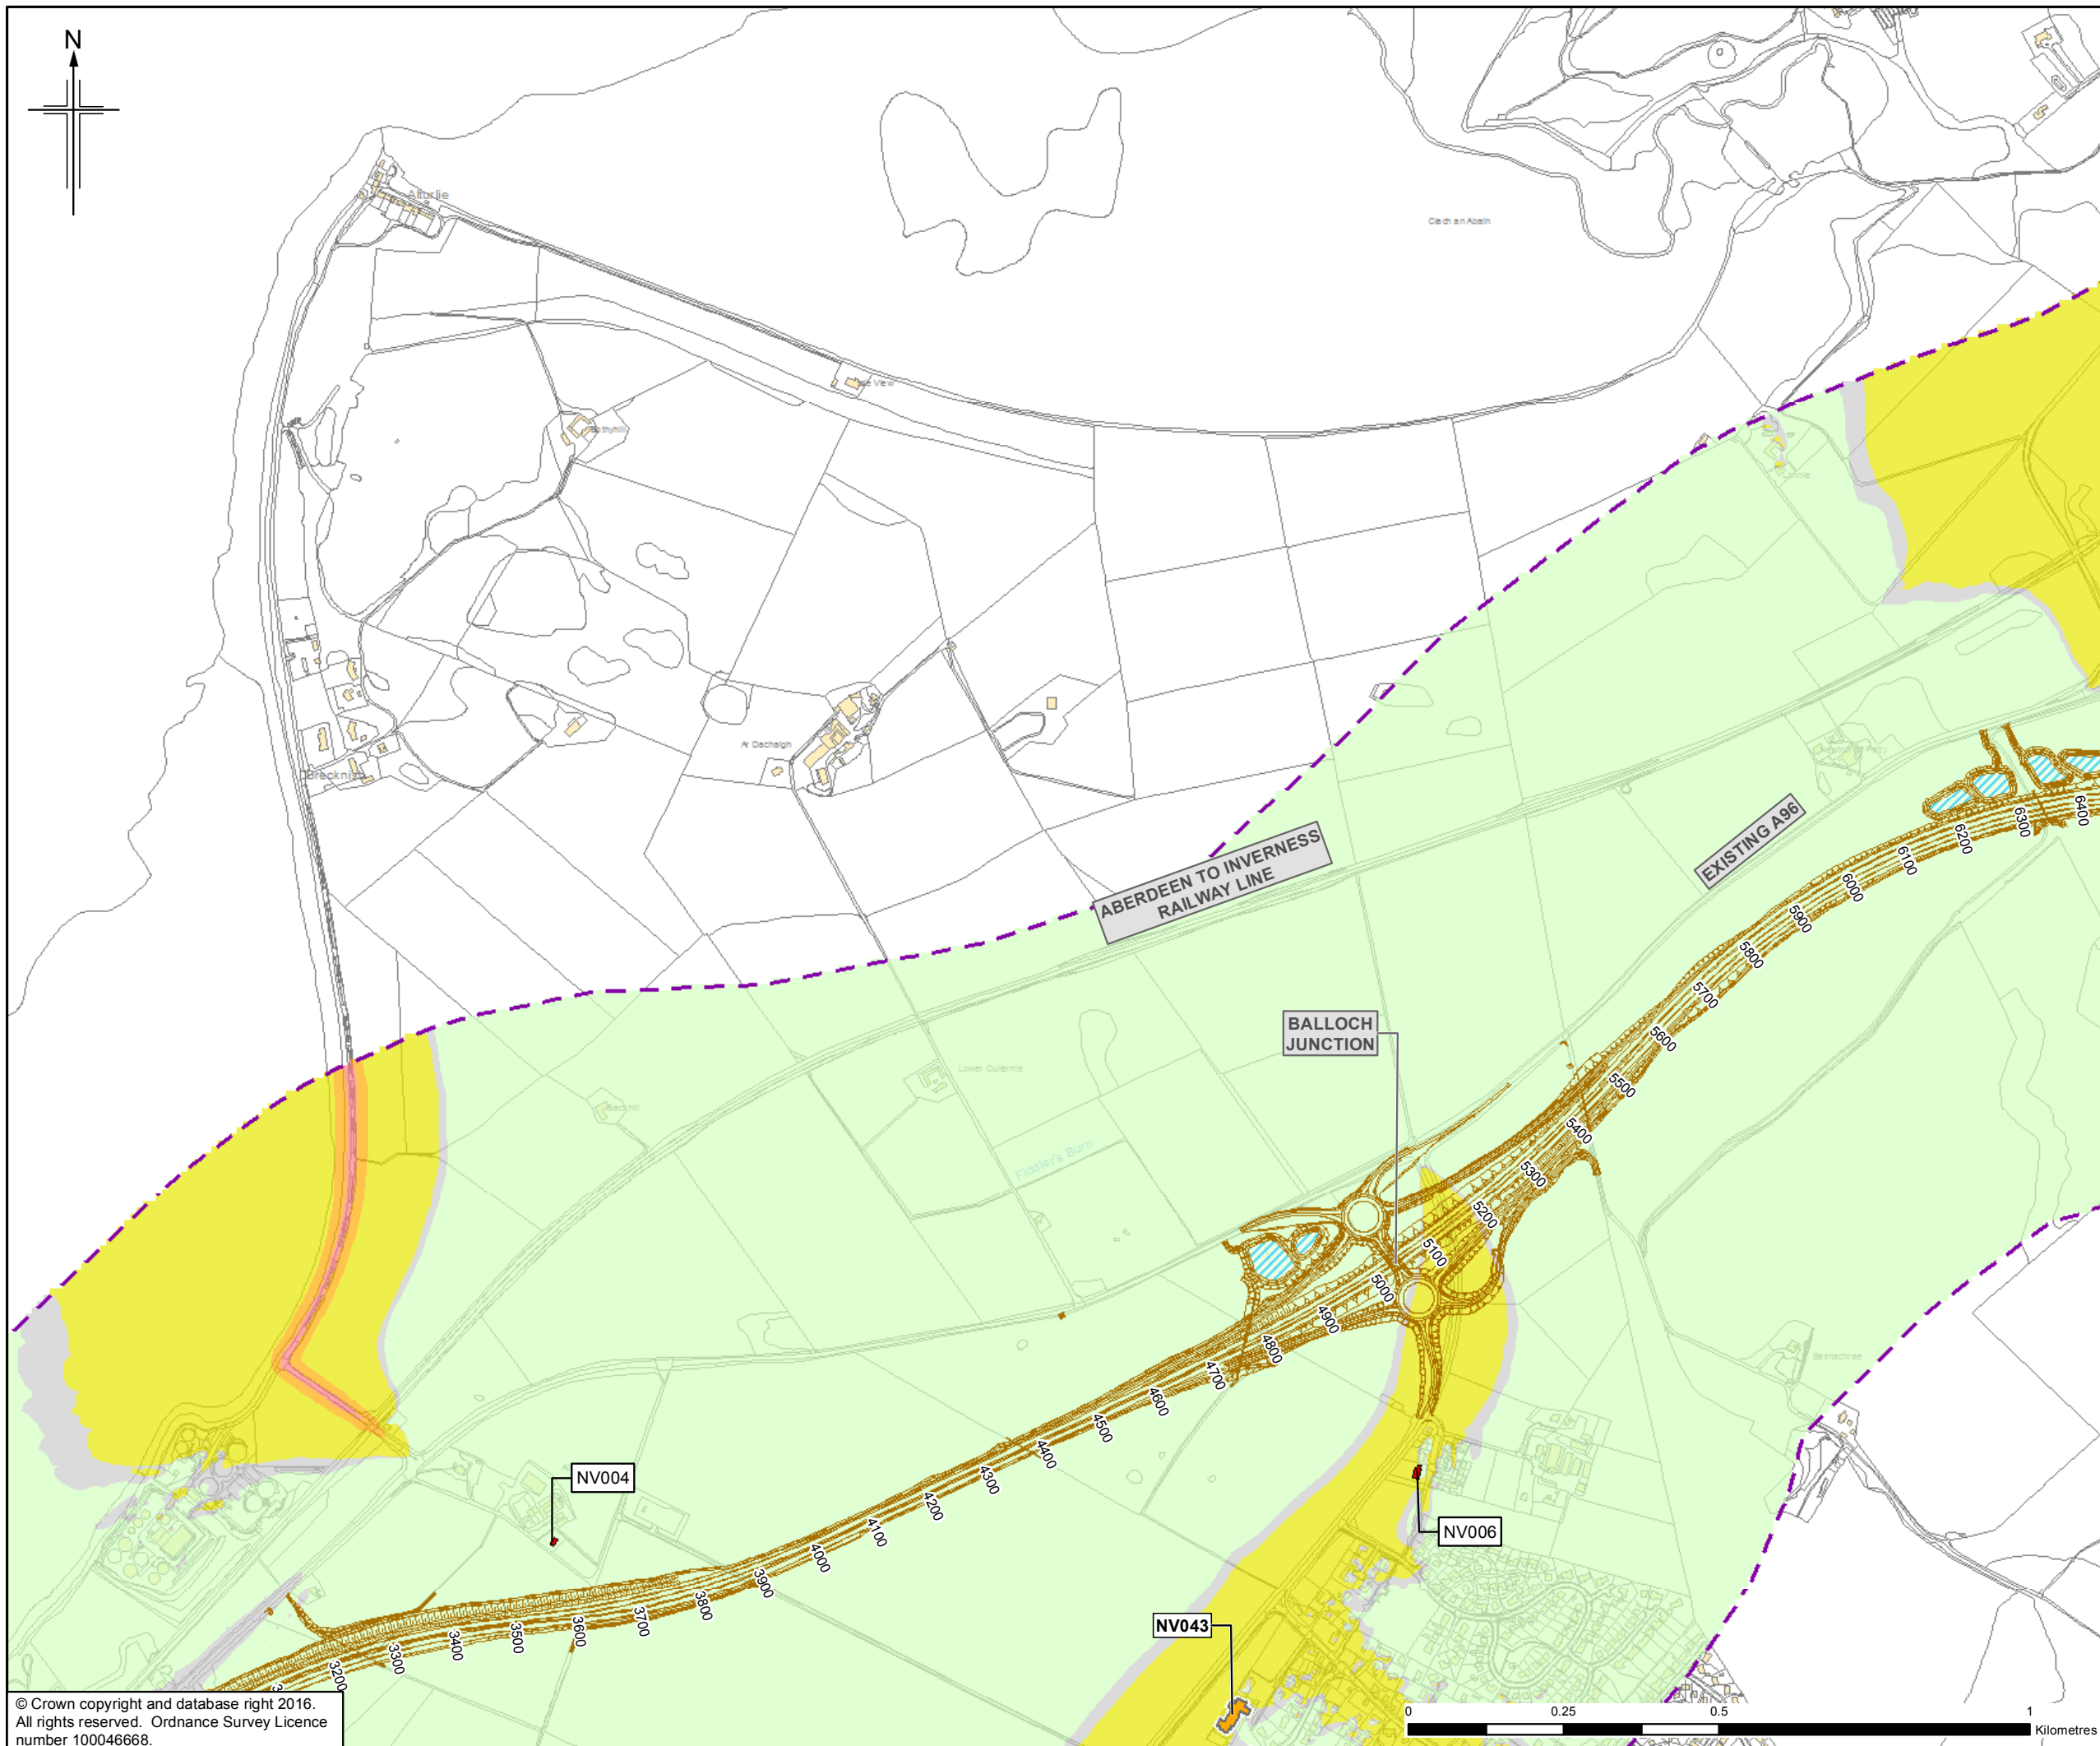 N
Alturlie
Clach an Abain
View
Bothyhill
Ar Dachaigh
ABERDEEN TO INVERNESS
RAILWAY LINE
EXISTING A96
BALLOCH
JUNCTION
Lower Cullernie
Fiddler's Burn
Balmachree
NV004
NV006
NV043
3200
3300
3400
3500
3600
3700
3800
3900
4000
4100
4200
4300
4400
4500
4600
4700
4800
4900
5000
5100
5200
5300
5400
5500
5600
5700
5800
5900
6000
6100
6200
6300
6400
© Crown copyright and database right 2016.
All rights reserved. Ordnance Survey Licence
number 100046668.
0 0.25 0.5 1
Kilometres